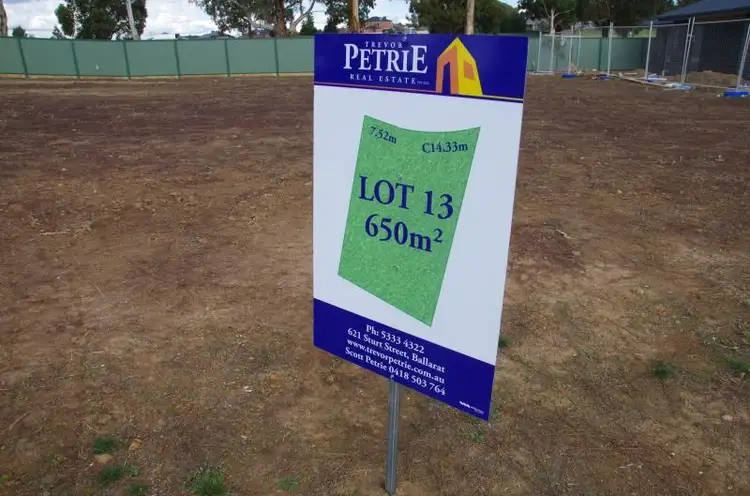 TREVOR
PETRIE
REAL ESTATE
7.52m
C14.33m
LOT 13
650m²
Ph: 5333 4322
621 Sturt Street, Ballarat
www.trevorpetrie.com.au
Scott Petrie 0418 503 764